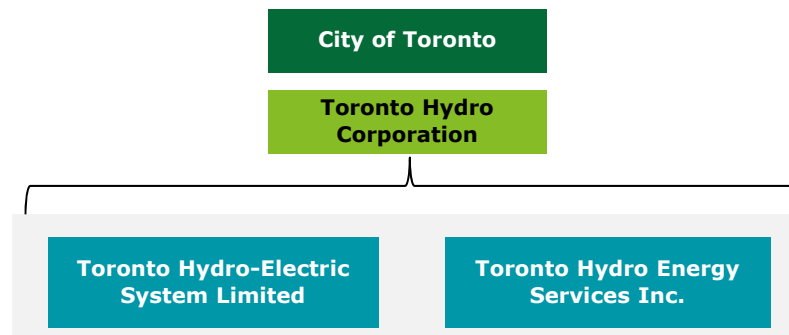 City of Toronto
Toronto Hydro
Corporation
Toronto Hydro-Electric
System Limited
Toronto Hydro Energy
Services Inc.